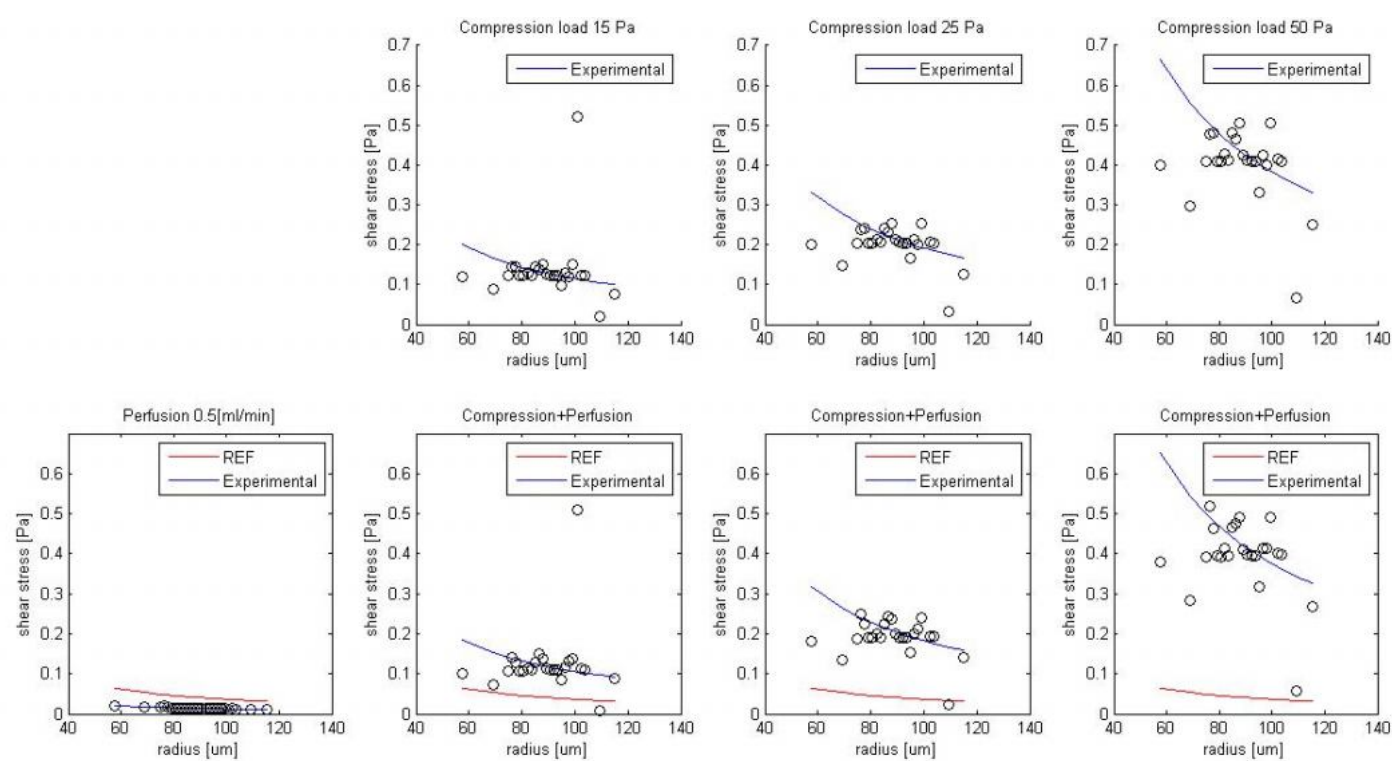 Compression load 15 Pa
0.7
0.6
0.5
0.4
0.3
0.2
0.1
0
shear stress [Pa]
Experimental
40 60 80 100 120 140
radius [um]
Compression load 25 Pa
0.7
0.6
0.5
0.4
0.3
0.2
0.1
0
shear stress [Pa]
Experimental
40 60 80 100 120 140
radius [um]
Compression load 50 Pa
0.7
0.6
0.5
0.4
0.3
0.2
0.1
0
shear stress [Pa]
Experimental
40 60 80 100 120 140
radius [um]
Perfusion 0.5[ml/min]
0.6
0.5
0.4
0.3
0.2
0.1
0
shear stress [Pa]
REF
Experimental
40 60 80 100 120 140
radius [um]
Compression+Perfusion
0.6
0.5
0.4
0.3
0.2
0.1
0
shear stress [Pa]
REF
Experimental
40 60 80 100 120 140
radius [um]
Compression+Perfusion
0.6
0.5
0.4
0.3
0.2
0.1
0
shear stress [Pa]
REF
Experimental
40 60 80 100 120 140
radius [um]
Compression+Perfusion
0.6
0.5
0.4
0.3
0.2
0.1
0
shear stress [Pa]
REF
Experimental
40 60 80 100 120 140
radius [um]